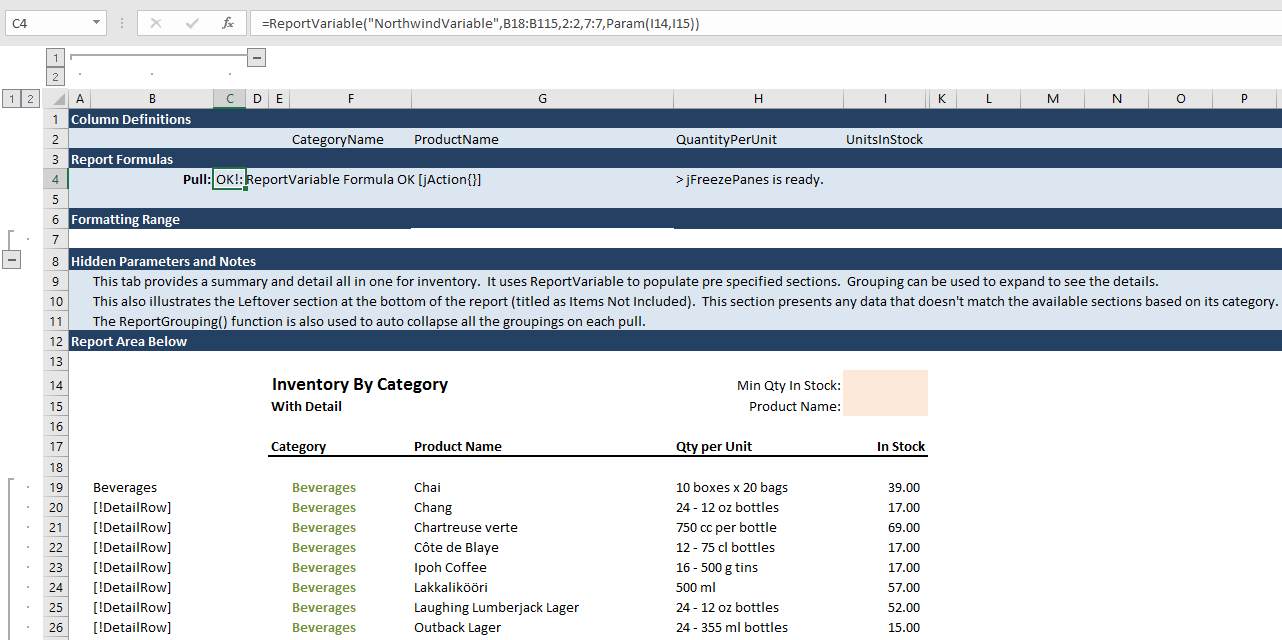 C4 fx =ReportVariable("NorthwindVariable",B18:B115,2:2,7:7,Param(I14,I15))
1
2
1 2 A B C D E F G H I K L M N O P
1 Column Definitions
2 CategoryName ProductName QuantityPerUnit UnitsInStock
3 Report Formulas
4 Pull: OK!: ReportVariable Formula OK [jAction{}] > jFreezePanes is ready.
5
6 Formatting Range
7
8 Hidden Parameters and Notes
9 This tab provides a summary and detail all in one for inventory. It uses ReportVariable to populate pre specified sections. Grouping can be used to expand to see the details.
10 This also illustrates the Leftover section at the bottom of the report (titled as Items Not Included). This section presents any data that doesn't match the available sections based on its category.
11 The ReportGrouping() function is also used to auto collapse all the groupings on each pull.
12 Report Area Below
13
14 Inventory By Category Min Qty In Stock:
15 With Detail Product Name:
16
17 Category Product Name Qty per Unit In Stock
18
19 Beverages Beverages Chai 10 boxes x 20 bags 39.00
20 [!DetailRow] Beverages Chang 24 - 12 oz bottles 17.00
21 [!DetailRow] Beverages Chartreuse verte 750 cc per bottle 69.00
22 [!DetailRow] Beverages Côte de Blaye 12 - 75 cl bottles 17.00
23 [!DetailRow] Beverages Ipoh Coffee 16 - 500 g tins 17.00
24 [!DetailRow] Beverages Lakkalikööri 500 ml 57.00
25 [!DetailRow] Beverages Laughing Lumberjack Lager 24 - 12 oz bottles 52.00
26 [!DetailRow] Beverages Outback Lager 24 - 355 ml bottles 15.00